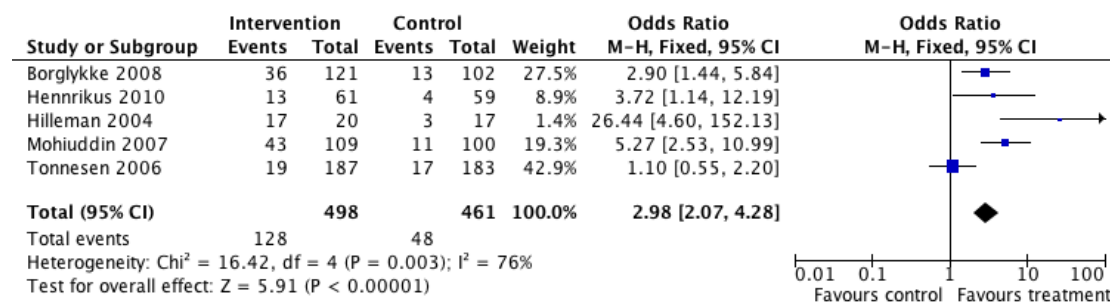 Intervention Control Odds Ratio Odds Ratio
Study or Subgroup Events Total Events Total Weight M-H, Fixed, 95% CI M-H, Fixed, 95% CI
Borglykke 2008 36 121 13 102 27.5% 2.90 [1.44, 5.84]
Hennrikus 2010 13 61 4 59 8.9% 3.72 [1.14, 12.19]
Hilleman 2004 17 20 3 17 1.4% 26.44 [4.60, 152.13]
Mohiuddin 2007 43 109 11 100 19.3% 5.27 [2.53, 10.99]
Tonnesen 2006 19 187 17 183 42.9% 1.10 [0.55, 2.20]
Total (95% CI) 498 461 100.0% 2.98 [2.07, 4.28]
Total events 128 48
Heterogeneity: Chi² = 16.42, df = 4 (P = 0.003); I² = 76%
Test for overall effect: Z = 5.91 (P < 0.00001)
0.01 0.1 1 10 100
Favours control Favours treatment